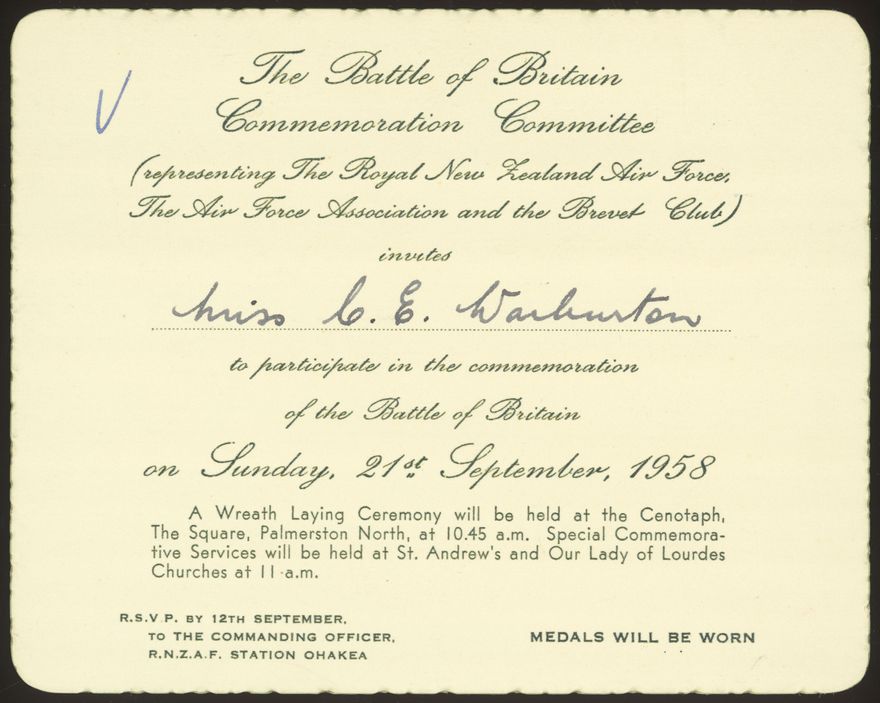 The Battle of Britain
Commemoration Committee
(representing The Royal New Zealand Air Force,
The Air Force Association and the Brevet Club)
invites
Miss C. E. Warburton
to participate in the commemoration
of the Battle of Britain
on Sunday, 21st September, 1958
A Wreath Laying Ceremony will be held at the Cenotaph,
The Square, Palmerston North, at 10.45 a.m. Special Commemora-
tive Services will be held at St. Andrew's and Our Lady of Lourdes
Churches at 11 a.m.
R.S.V.P. BY 12TH SEPTEMBER,
TO THE COMMANDING OFFICER,
R.N.Z.A.F. STATION OHAKEA
MEDALS WILL BE WORN